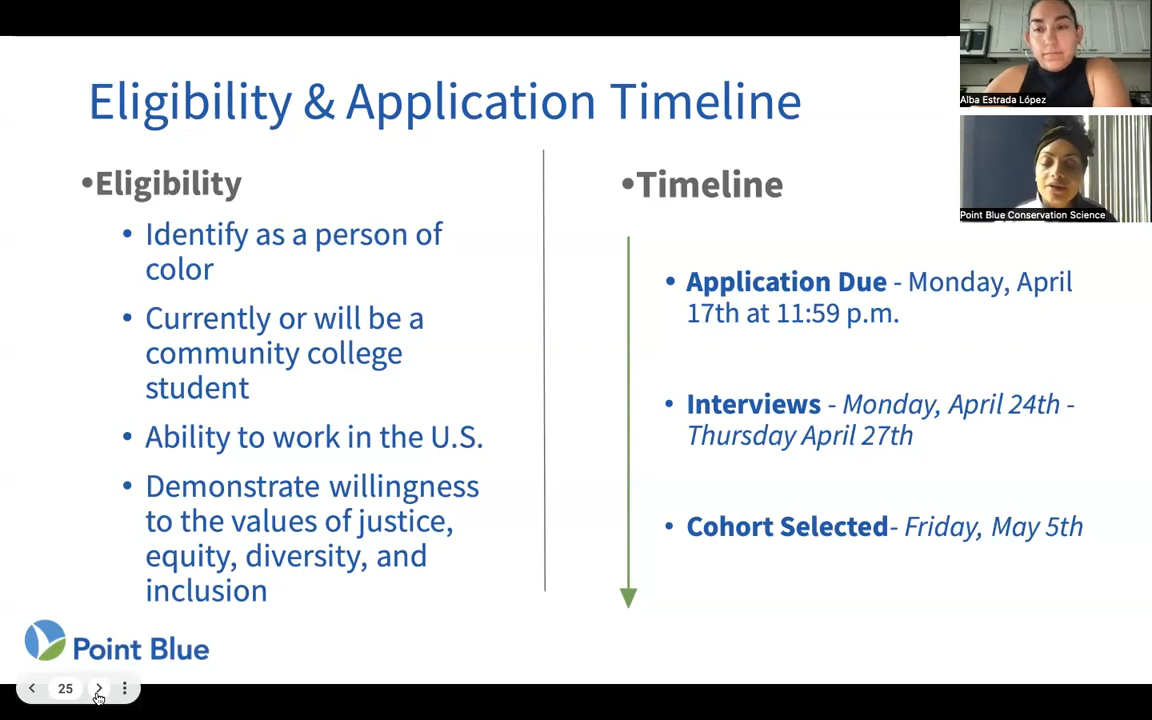 Eligibility & Application Timeline
•Eligibility
• Identify as a person of
color
• Currently or will be a
community college
student
• Ability to work in the U.S.
• Demonstrate willingness
to the values of justice,
equity, diversity, and
inclusion
•Timeline
• Application Due - Monday, April
17th at 11:59 p.m.
• Interviews - Monday, April 24th -
Thursday April 27th
• Cohort Selected- Friday, May 5th
Alba Estrada López
Point Blue Conservation Science
Point Blue
25